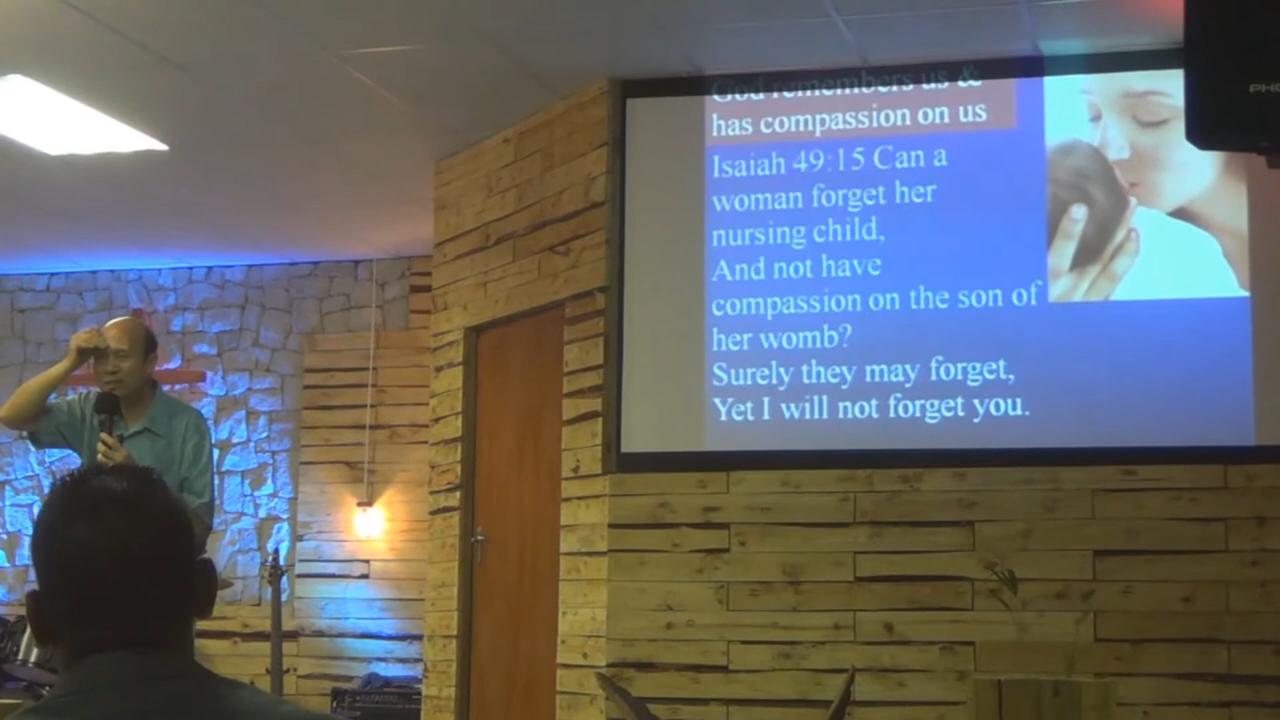 God remembers us &
has compassion on us
Isaiah 49:15 Can a
woman forget her
nursing child,
And not have
compassion on the son of
her womb?
Surely they may forget,
Yet I will not forget you.
PHO